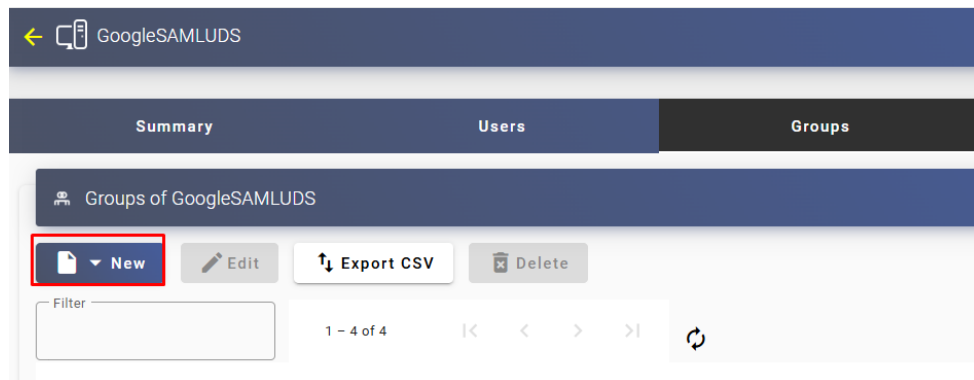 GoogleSAMLUDS
Summary Users Groups
Groups of GoogleSAMLUDS
New Edit Export CSV Delete
Filter
1 – 4 of 4